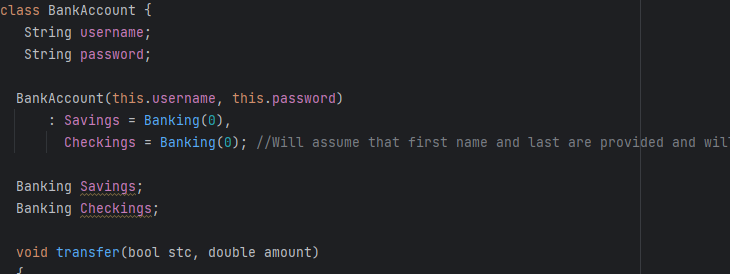 class BankAccount {
String username;
String password;
BankAccount(this.username, this.password)
: Savings = Banking(0),
Checkings = Banking(0); //Will assume that first name and last are provided and wil
Banking Savings;
Banking Checkings;
void transfer(bool stc, double amount)
{